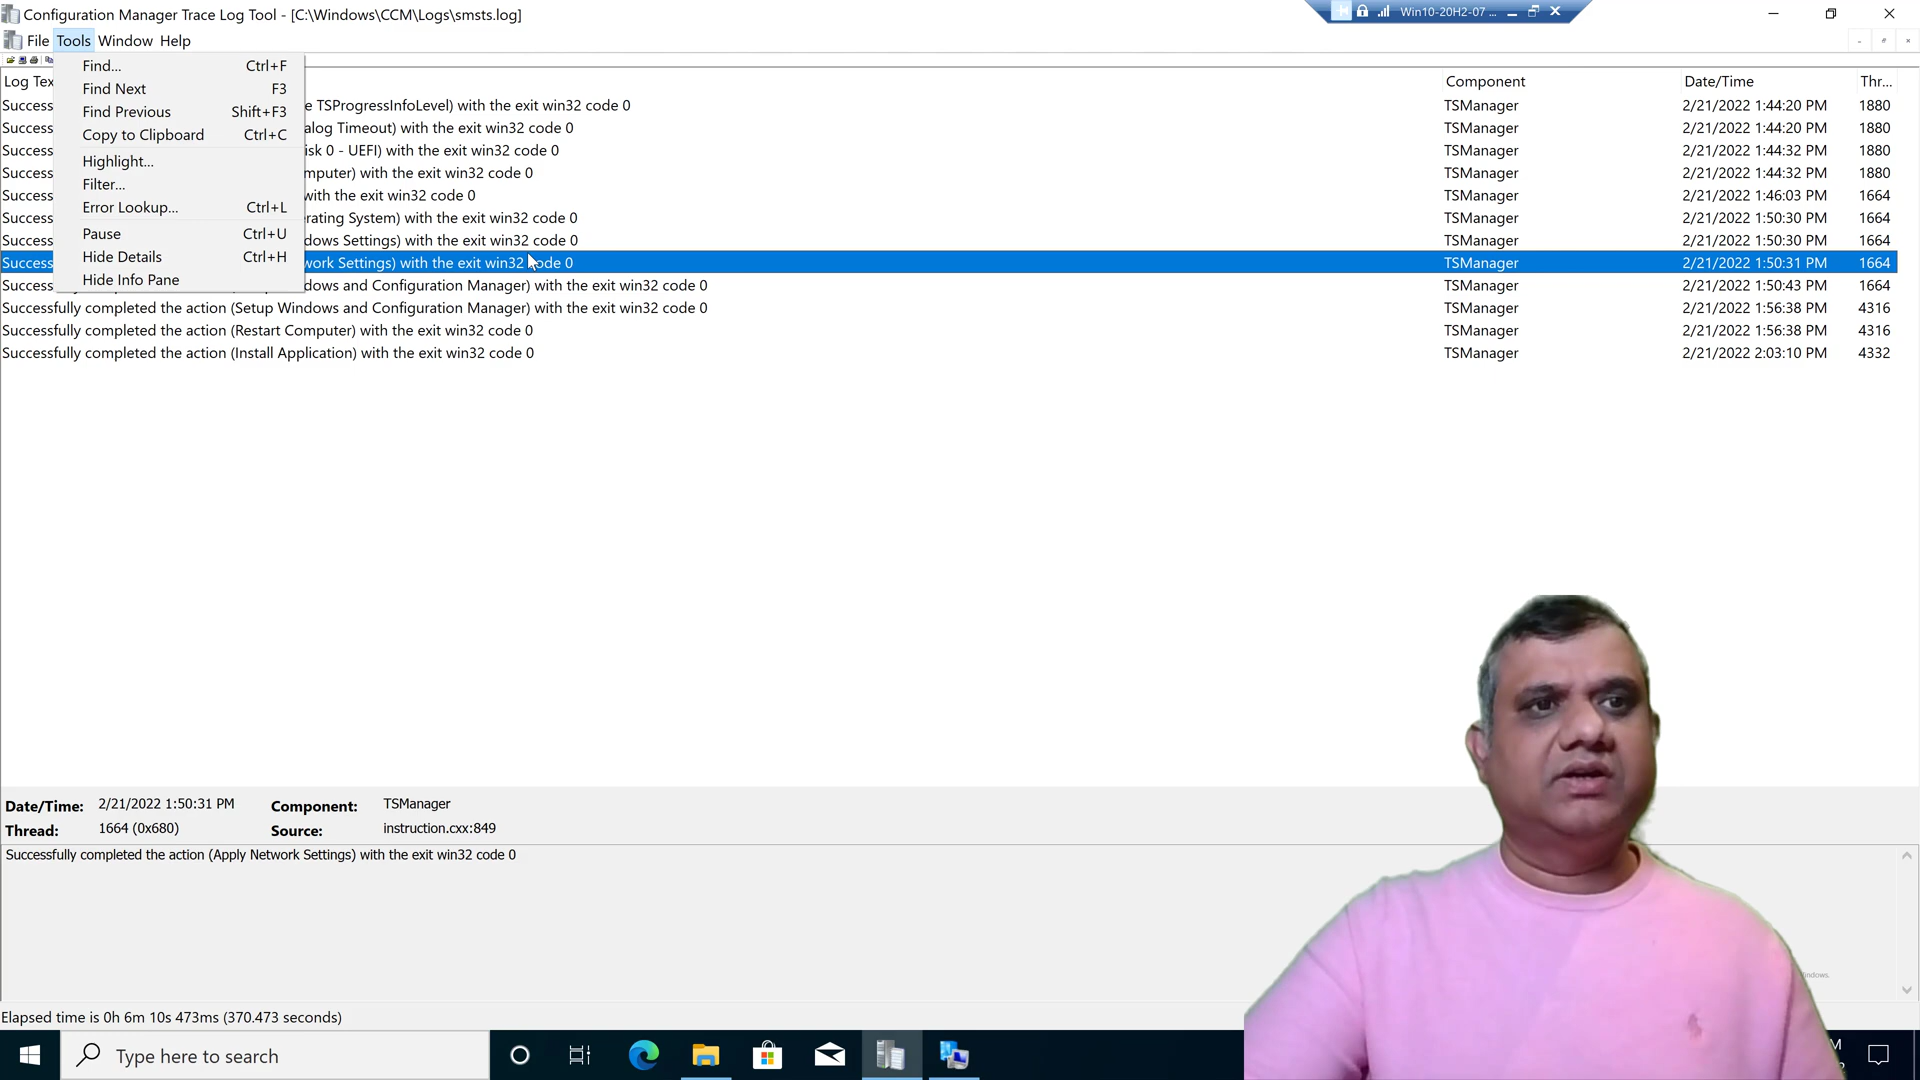 Configuration Manager Trace Log Tool - [C:\Windows\CCM\Logs\smsts.log]
Win10-20H2-07 ...
File Tools Window Help
Find... Ctrl+F
Find Next F3
Find Previous Shift+F3
Copy to Clipboard Ctrl+C
Highlight...
Filter...
Error Lookup... Ctrl+L
Pause Ctrl+U
Hide Details Ctrl+H
Hide Info Pane
Log Tex Component Date/Time Thr...
Success e TSProgressInfoLevel) with the exit win32 code 0 TSManager 2/21/2022 1:44:20 PM 1880
Success alog Timeout) with the exit win32 code 0 TSManager 2/21/2022 1:44:20 PM 1880
Success isk 0 - UEFI) with the exit win32 code 0 TSManager 2/21/2022 1:44:32 PM 1880
Success mputer) with the exit win32 code 0 TSManager 2/21/2022 1:44:32 PM 1880
Success with the exit win32 code 0 TSManager 2/21/2022 1:46:03 PM 1664
Success rating System) with the exit win32 code 0 TSManager 2/21/2022 1:50:30 PM 1664
Success dows Settings) with the exit win32 code 0 TSManager 2/21/2022 1:50:30 PM 1664
Success work Settings) with the exit win32 code 0 TSManager 2/21/2022 1:50:31 PM 1664
dows and Configuration Manager) with the exit win32 code 0 TSManager 2/21/2022 1:50:43 PM 1664
Successfully completed the action (Setup Windows and Configuration Manager) with the exit win32 code 0 TSManager 2/21/2022 1:56:38 PM 4316
Successfully completed the action (Restart Computer) with the exit win32 code 0 TSManager 2/21/2022 1:56:38 PM 4316
Successfully completed the action (Install Application) with the exit win32 code 0 TSManager 2/21/2022 2:03:10 PM 4332
Date/Time: 2/21/2022 1:50:31 PM Component: TSManager
Thread: 1664 (0x680) Source: instruction.cxx:849
Successfully completed the action (Apply Network Settings) with the exit win32 code 0
indows.
Elapsed time is 0h 6m 10s 473ms (370.473 seconds)
Type here to search
M